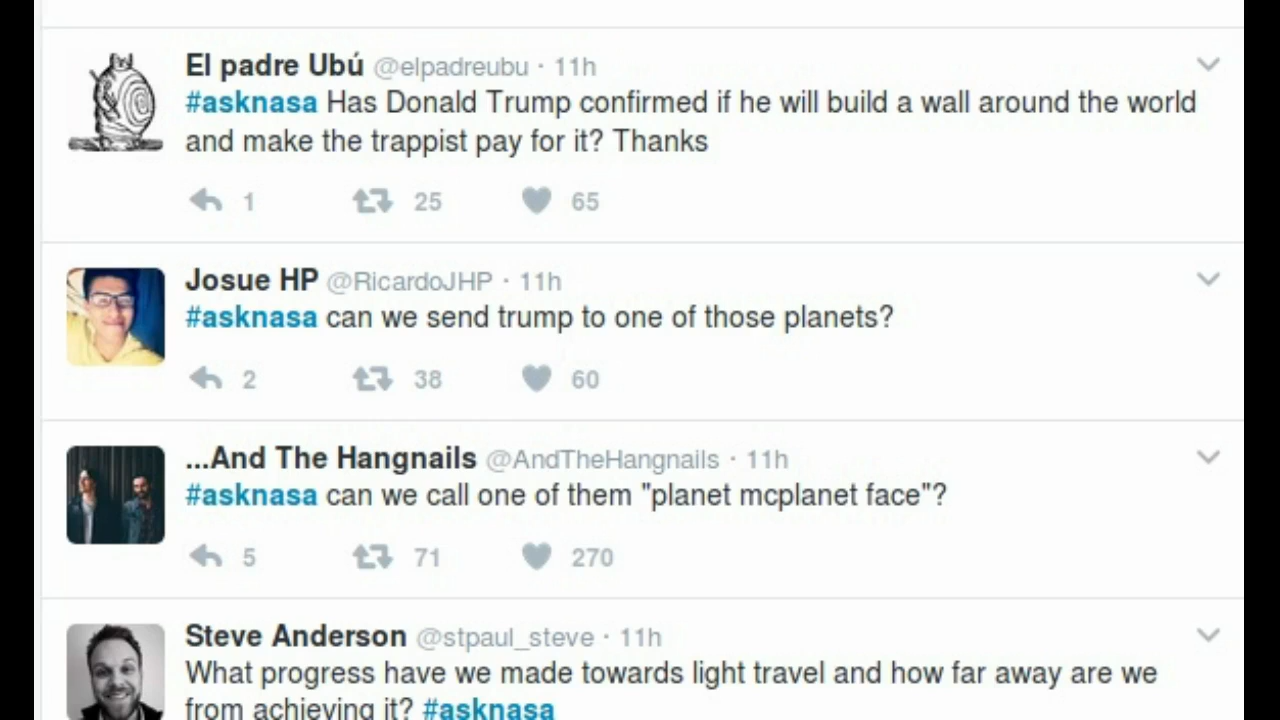 El padre Ubú @elpadreubu · 11h
#asknasa Has Donald Trump confirmed if he will build a wall around the world
and make the trappist pay for it? Thanks
1 25 65
Josue HP @RicardoJHP · 11h
#asknasa can we send trump to one of those planets?
2 38 60
...And The Hangnails @AndTheHangnails · 11h
#asknasa can we call one of them "planet mcplanet face"?
5 71 270
Steve Anderson @stpaul_steve · 11h
What progress have we made towards light travel and how far away are we
from achieving it? #asknasa